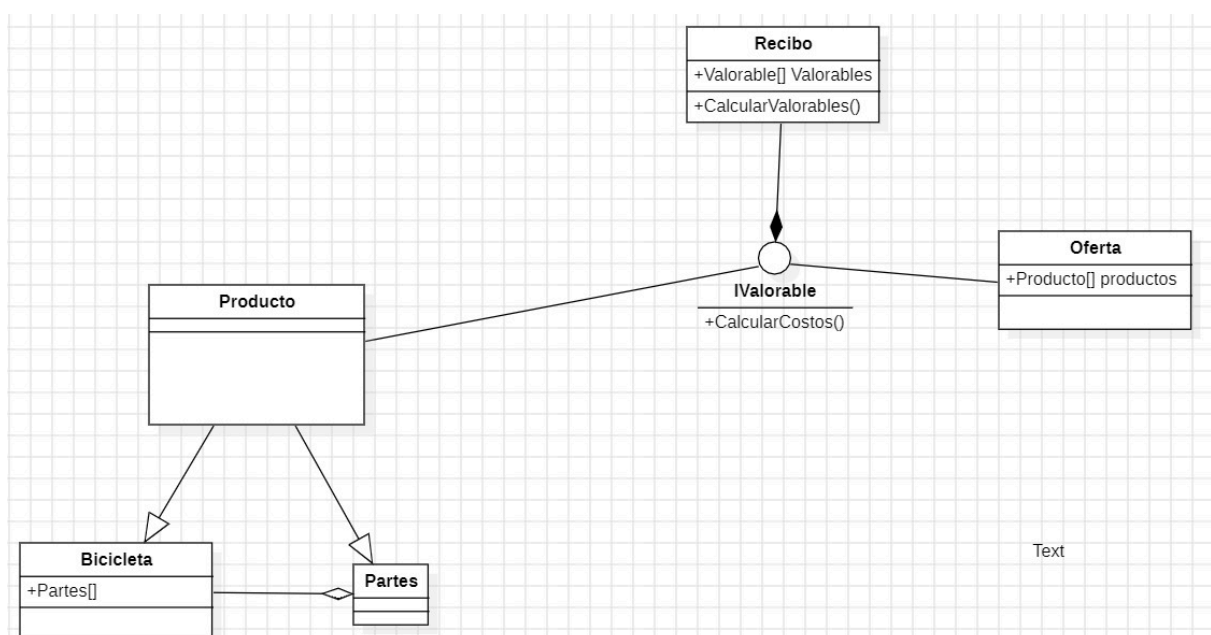 Recibo
+Valorable[] Valorables
+CalcularValorables()
Oferta
+Producto[] productos
IValorable
+CalcularCostos()
Producto
Bicicleta
+Partes[]
Partes
Text